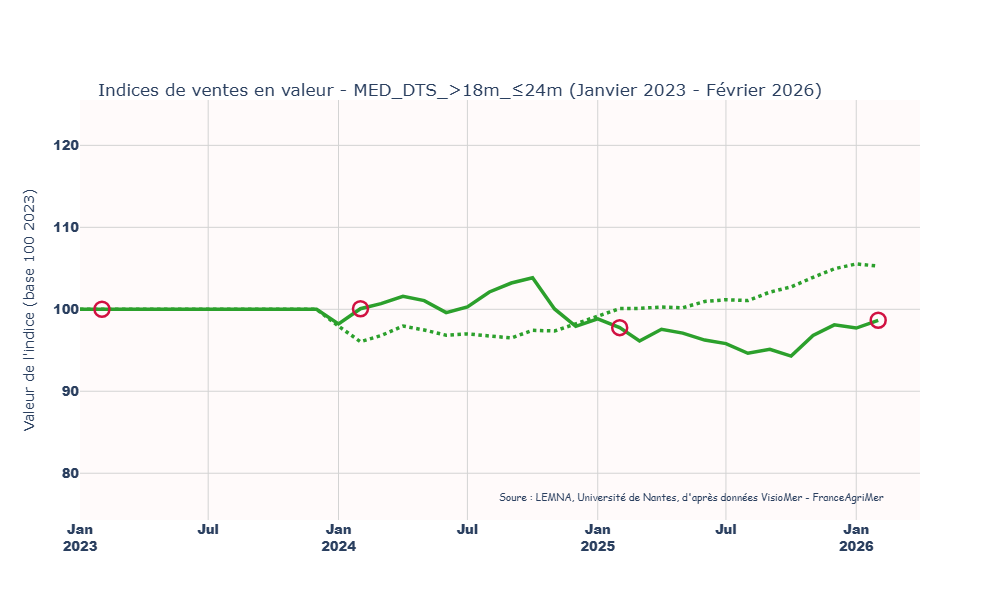 Indices de ventes en valeur - MED_DTS_>18m_≤24m (Janvier 2023 - Février 2026)
Valeur de l'indice (base 100 2023)
120
110
100
90
80
Soure : LEMNA, Université de Nantes, d'après données VisioMer - FranceAgriMer
Jan Jul Jan Jul Jan Jul Jan
2023 2024 2025 2026